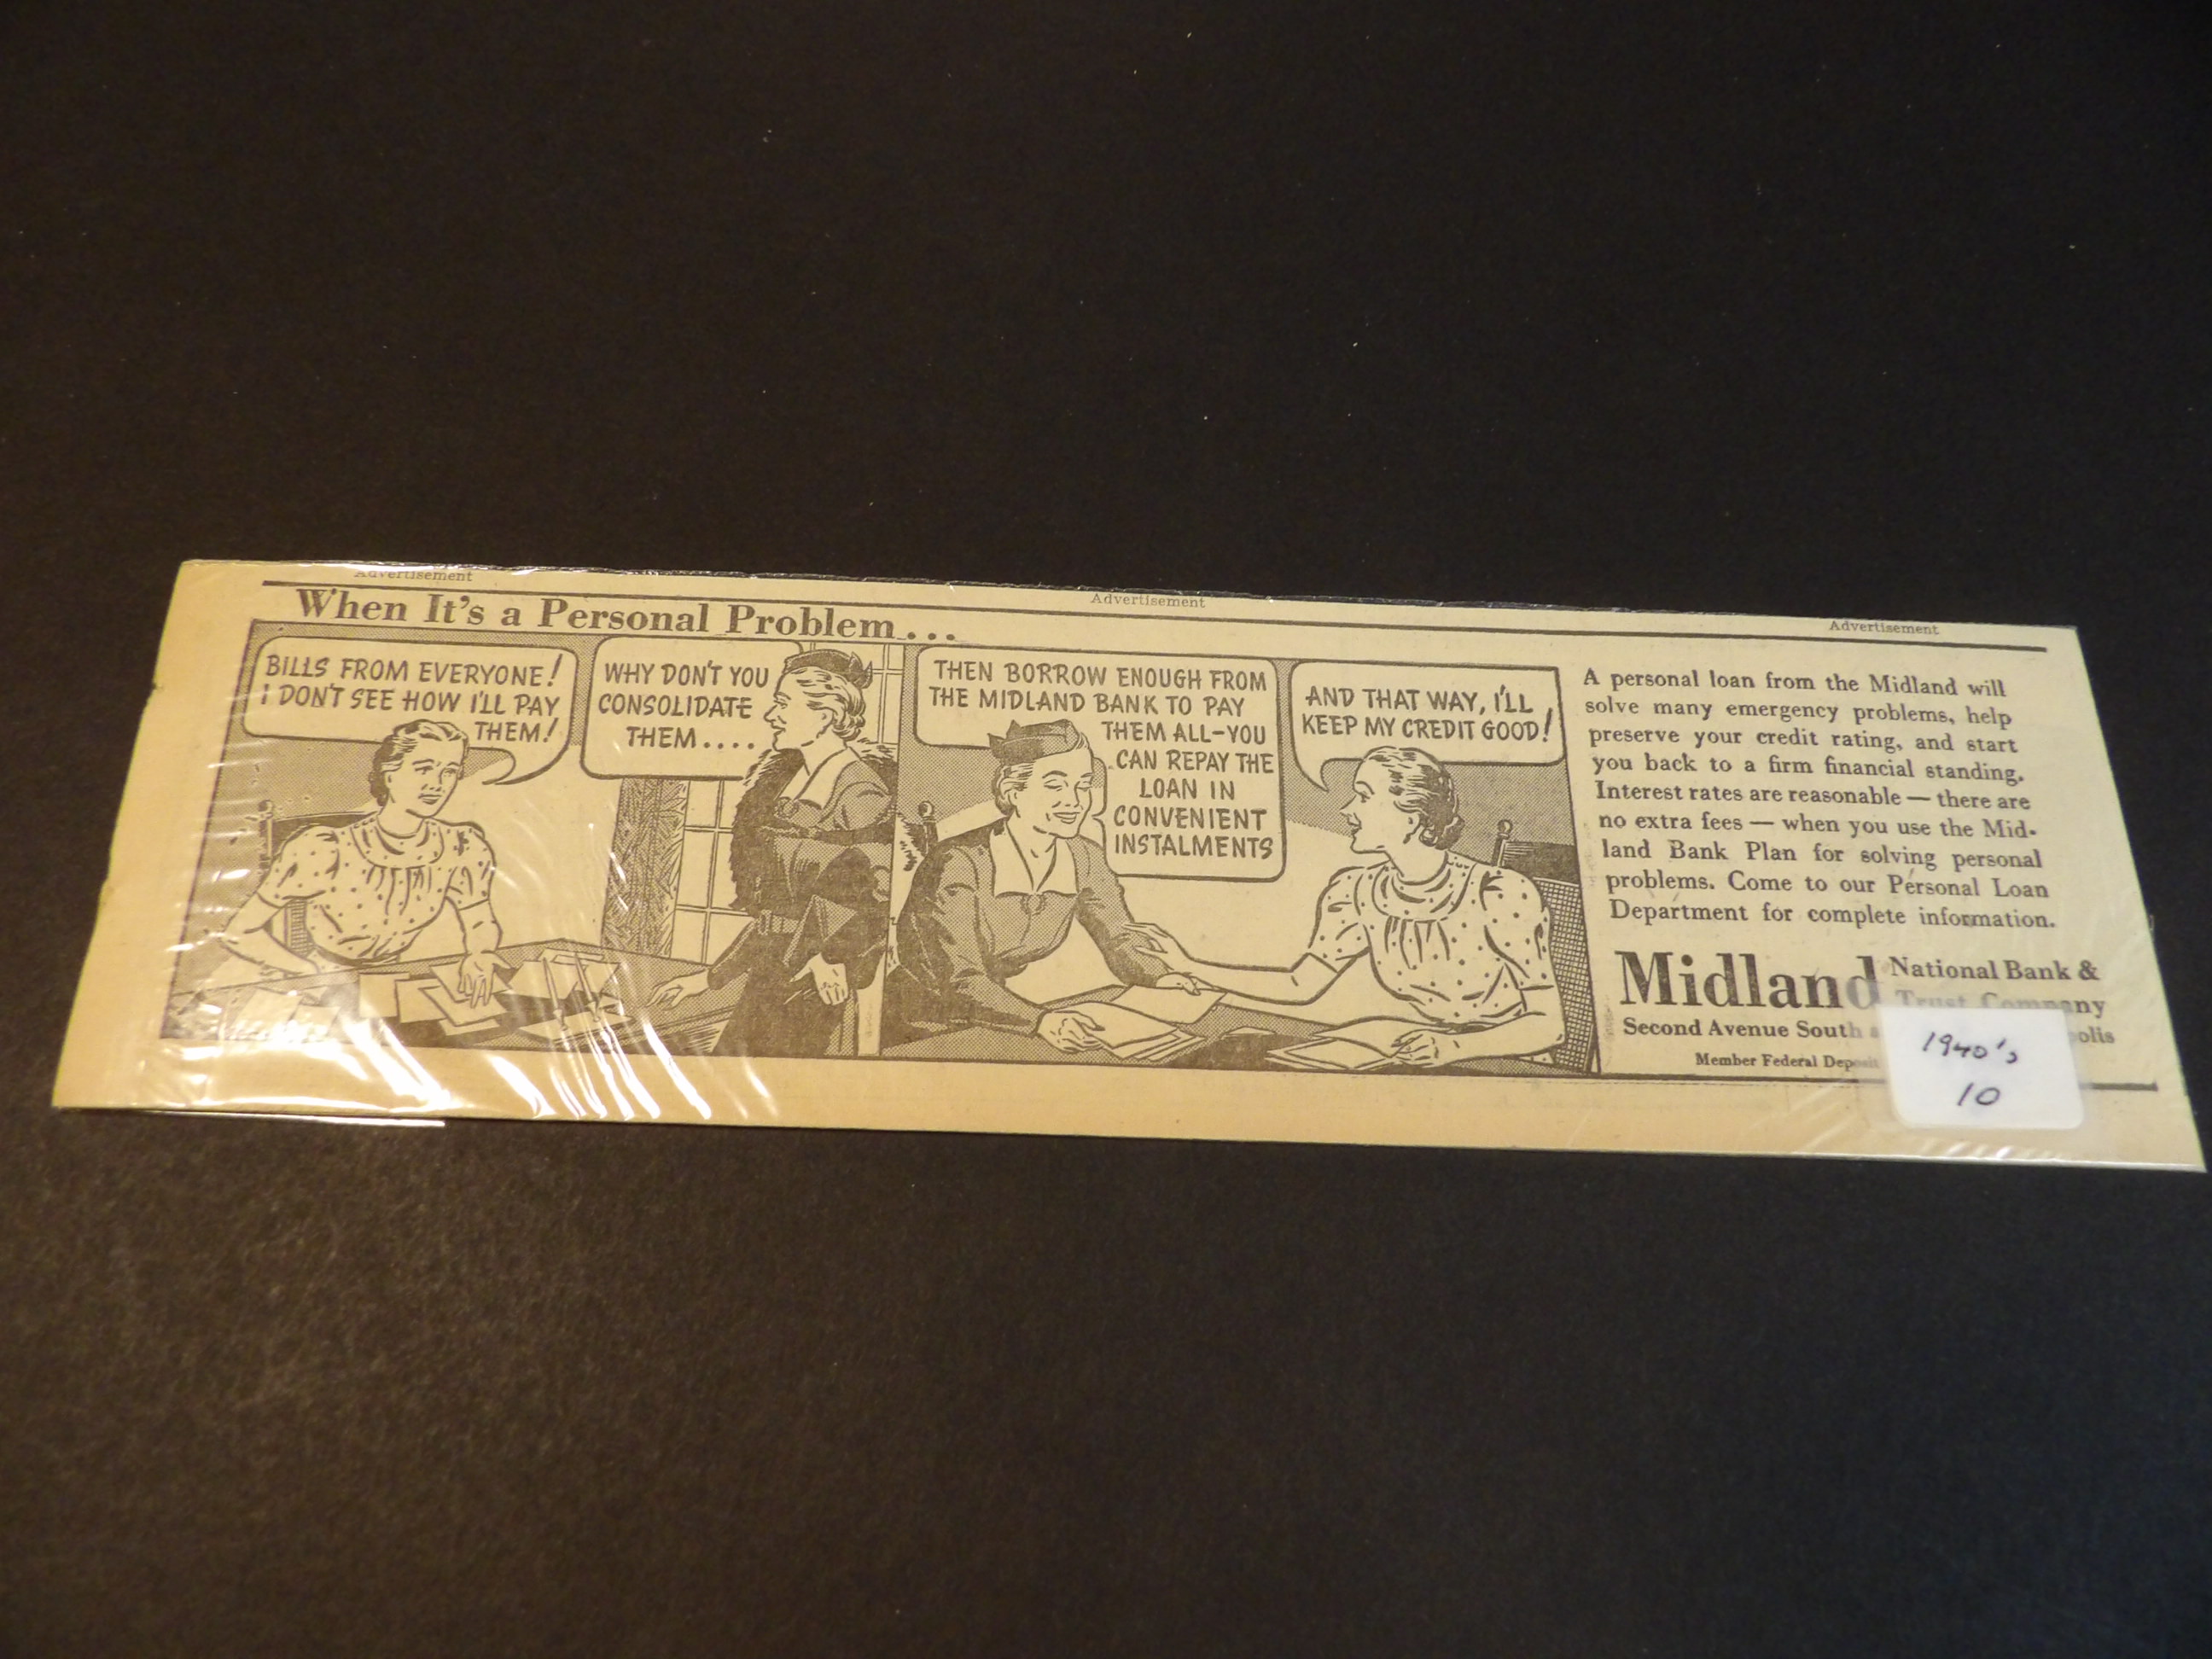 Advertisement
Advertisement
Advertisement
When It's a Personal Problem...
BILLS FROM EVERYONE!
I DON'T SEE HOW I'LL PAY
THEM!
WHY DON'T YOU
CONSOLIDATE
THEM....
THEN BORROW ENOUGH FROM
THE MIDLAND BANK TO PAY
THEM ALL-YOU
CAN REPAY THE
LOAN IN
CONVENIENT
INSTALMENTS
AND THAT WAY, I'LL
KEEP MY CREDIT GOOD!
A personal loan from the Midland will
solve many emergency problems, help
preserve your credit rating, and start
you back to a firm financial standing.
Interest rates are reasonable — there are
no extra fees — when you use the Mid-
land Bank Plan for solving personal
problems. Come to our Personal Loan
Department for complete information.
Midland National Bank &
Trust Company
Second Avenue South
Member Federal Deposit
1940's
10